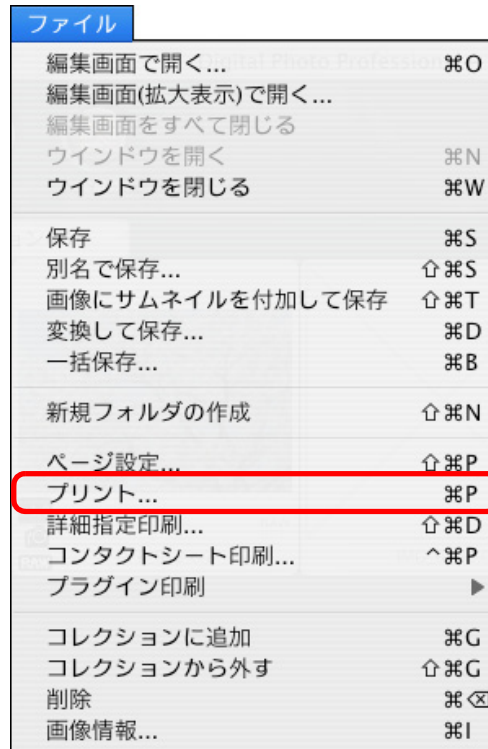 ファイル
編集画面で開く... ⌘O
編集画面(拡大表示)で開く...
編集画面をすべて閉じる
ウインドウを開く ⌘N
ウインドウを閉じる ⌘W
保存 ⌘S
別名で保存... ⇧⌘S
画像にサムネイルを付加して保存 ⇧⌘T
変換して保存... ⌘D
一括保存... ⌘B
新規フォルダの作成 ⇧⌘N
ページ設定... ⇧⌘P
プリント... ⌘P
詳細指定印刷... ⇧⌘D
コンタクトシート印刷... ^⌘P
プラグイン印刷 ▶
コレクションに追加 ⌘G
コレクションから外す ⇧⌘G
削除 ⌘⌫
画像情報... ⌘I